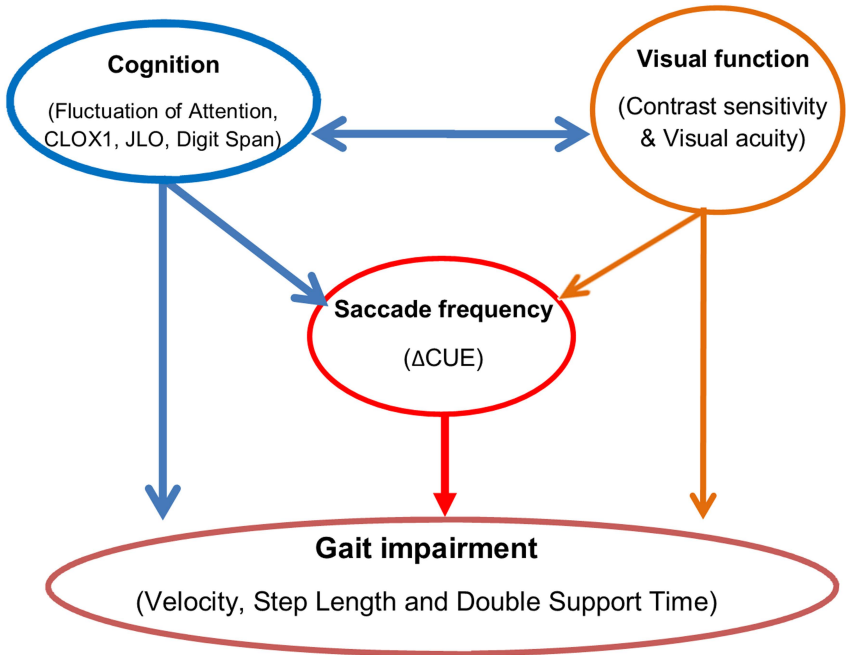 Cognition
(Fluctuation of Attention,
CLOX1, JLO, Digit Span)
Visual function
(Contrast sensitivity
& Visual acuity)
Saccade frequency
(ΔCUE)
Gait impairment
(Velocity, Step Length and Double Support Time)